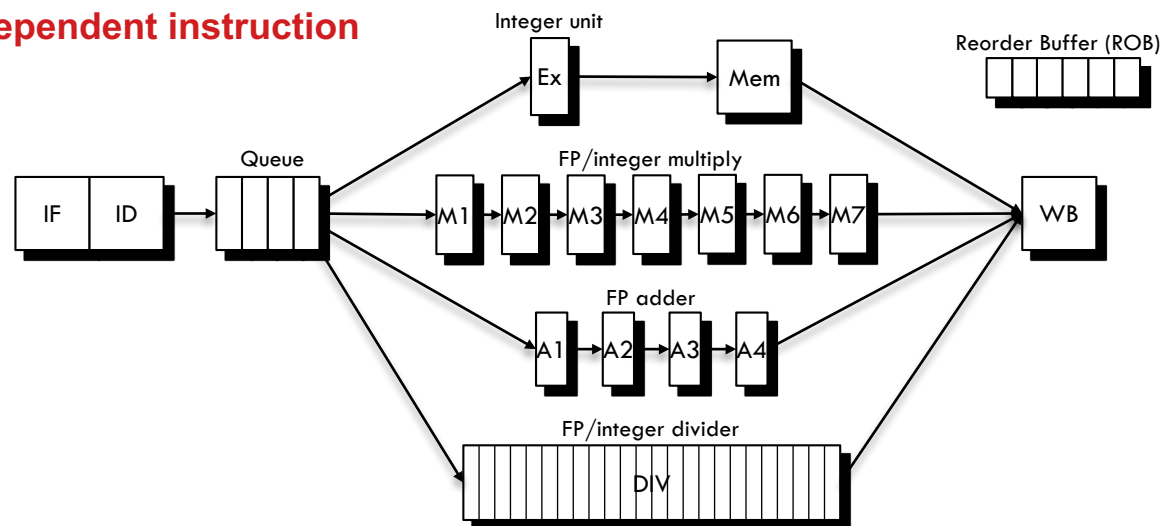 ependent instruction
Integer unit
Reorder Buffer (ROB)
Ex
Mem
Queue
FP/integer multiply
IF
ID
M1
M2
M3
M4
M5
M6
M7
WB
FP adder
A1
A2
A3
A4
FP/integer divider
DIV